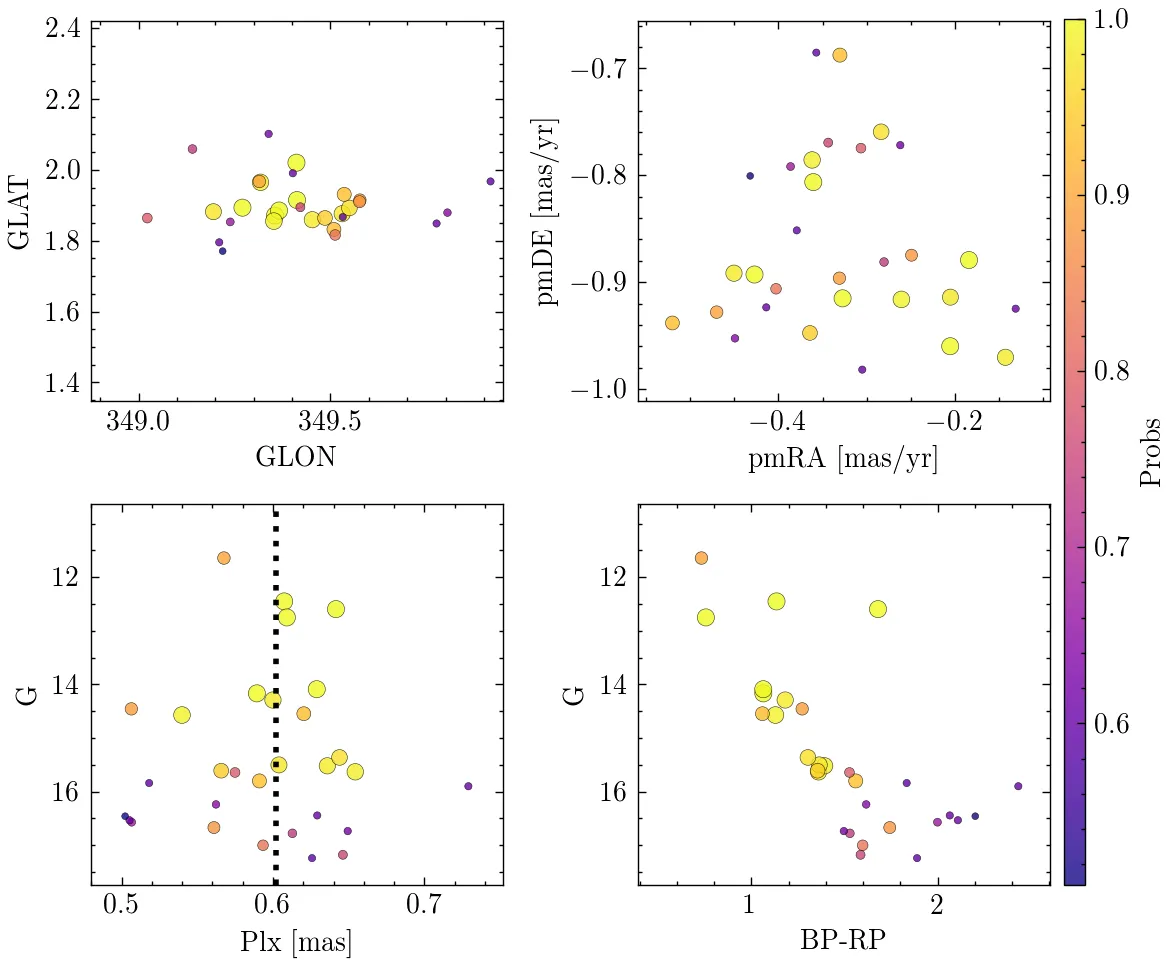 2.4
2.2
2.0
1.8
1.6
1.4
GLAT
349.0 349.5
GLON
−0.7
−0.8
−0.9
−1.0
pmDE [mas/yr]
−0.4 −0.2
pmRA [mas/yr]
12
14
16
G
0.5 0.6 0.7
Plx [mas]
12
14
16
G
1 2
BP-RP
1.0
0.9
0.8
0.7
0.6
Probs